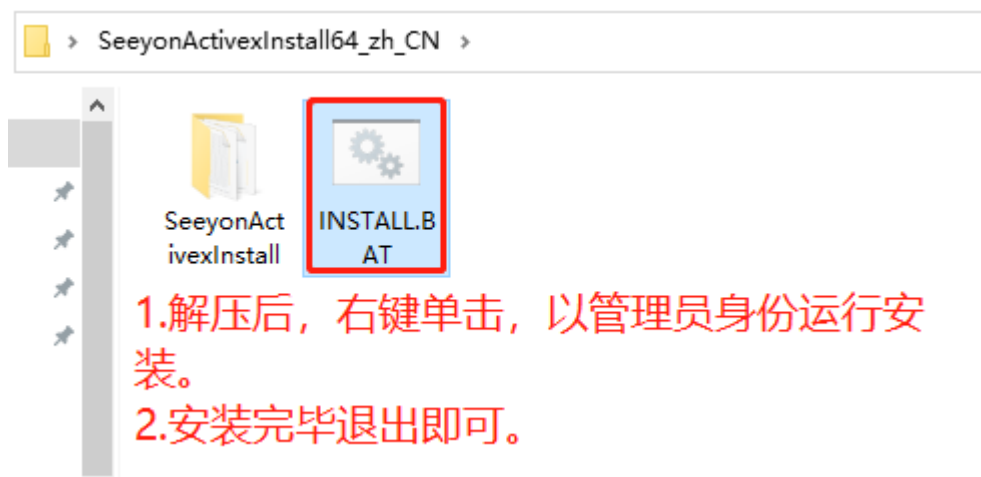 SeeyonActivexInstall64_zh_CN
SeeyonAct
ivexInstall
INSTALL.B
AT
1.解压后，右键单击，以管理员身份运行安
装。
2.安装完毕退出即可。